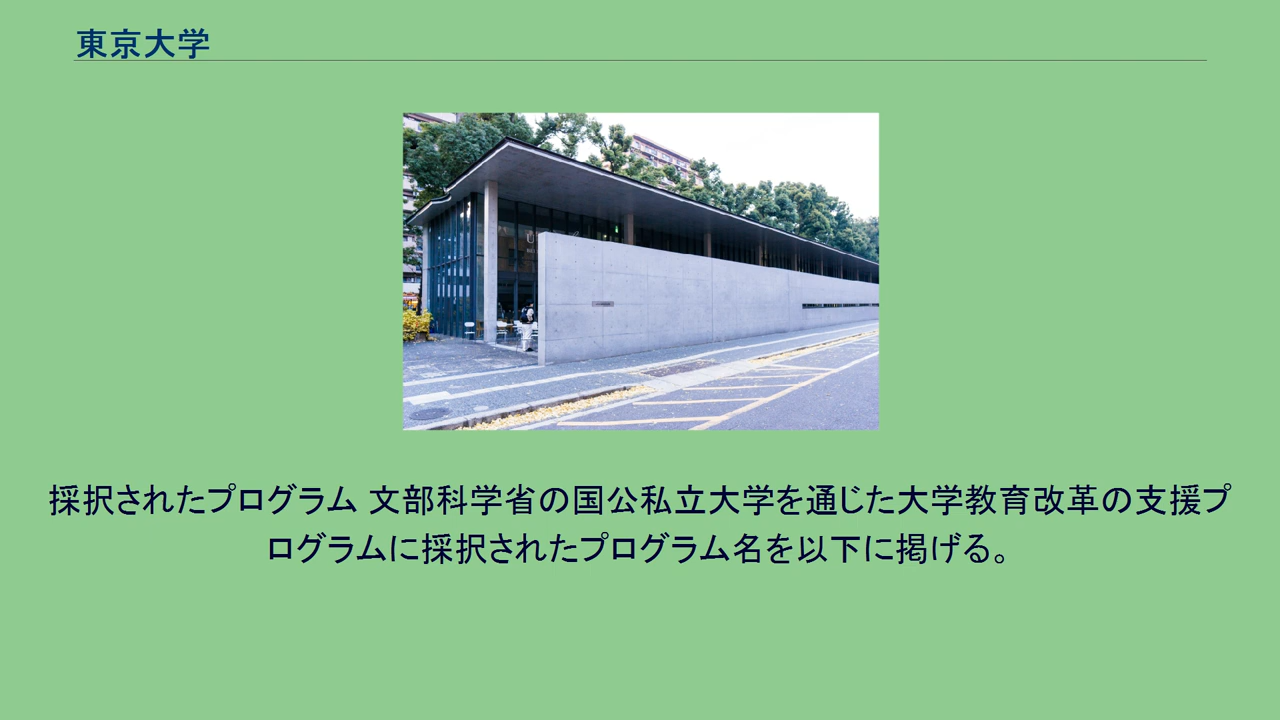 東京大学
採択されたプログラム 文部科学省の国公私立大学を通じた大学教育改革の支援プ
ログラムに採択されたプログラム名を以下に掲げる。